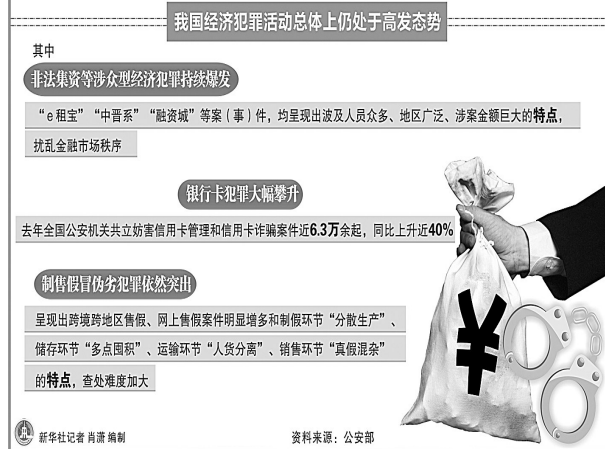 我国经济犯罪活动总体上仍处于高发态势
其中
非法集资等涉众型经济犯罪持续爆发
“e租宝”“中晋系”“融资城”等案（事）件，均呈现出波及人员众多、地区广泛、涉案金额巨大的特点，
扰乱金融市场秩序
银行卡犯罪大幅攀升
去年全国公安机关共立妨害信用卡管理和信用卡诈骗案件近6.3万余起，同比上升近40%
制售假冒伪劣犯罪依然突出
呈现出跨境跨地区售假、网上售假案件明显增多和制假环节“分散生产”、
储存环节“多点囤积”、运输环节“人货分离”、销售环节“真假混杂”
的特点，查处难度加大
¥
新华社记者 肖潇 编制
资料来源：公安部